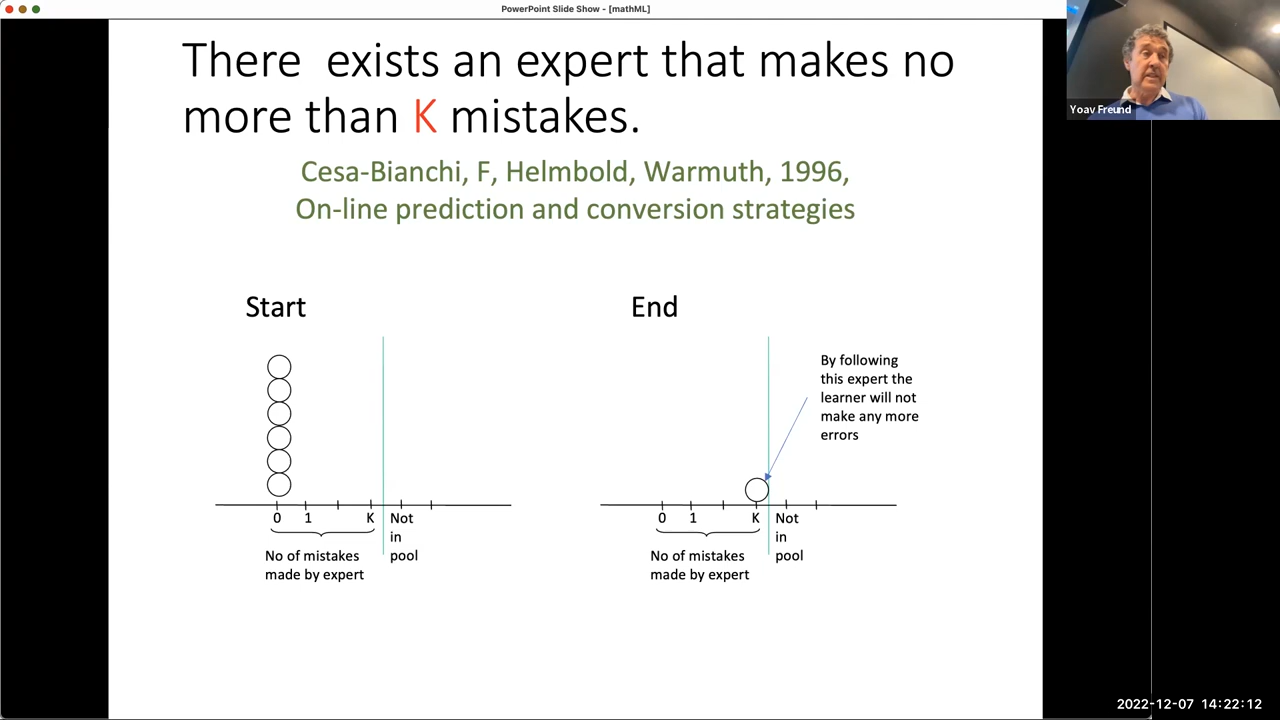 PowerPoint Slide Show - [mathML]
There exists an expert that makes no
more than K mistakes.
Cesa-Bianchi, F, Helmbold, Warmuth, 1996,
On-line prediction and conversion strategies
Start
0 1 K Not
in
pool
No of mistakes
made by expert
End
By following
this expert the
learner will not
make any more
errors
0 1 K Not
in
pool
No of mistakes
made by expert
Yoav Freund
2022-12-07 14:22:12